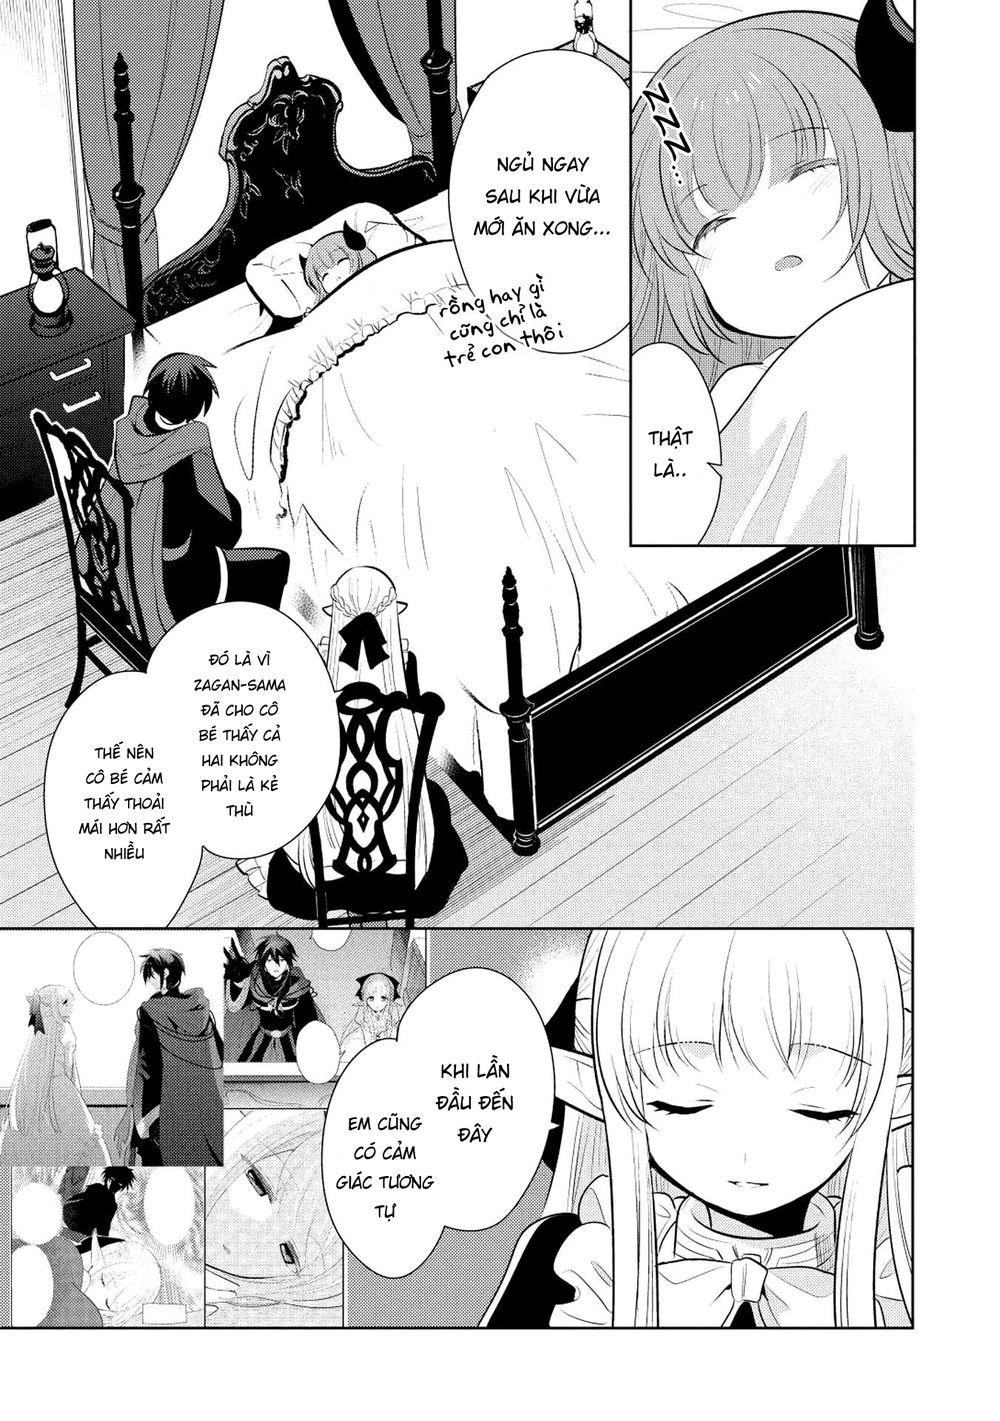 ZZZZ...
THẬT
LÀ..
NGỦ NGAY
SAU KHI VỪA
MỚI ĂN XONG...
rồng hay gì
cũng chỉ là
trẻ con thôi
ĐÓ LÀ VÌ
ZAGAN-SAMA
ĐÃ CHO CÔ
BÉ THẤY CẢ
HAI KHÔNG
PHẢI LÀ KẺ
THÙ
THẾ NÊN
CÔ BÉ CẢM
THẤY THOẢI
MÁI HƠN RẤT
NHIỀU
KHI LẦN
ĐẦU ĐẾN
ĐÂY
EM CŨNG
CÓ CẢM
GIÁC TƯƠNG
TỰ